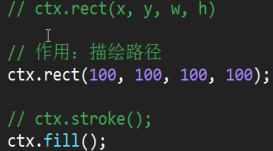 // ctx.rect(x, y, w, h)
// 作用：描绘路径
ctx.rect(100, 100, 100, 100);
// ctx.stroke();
ctx.fill();